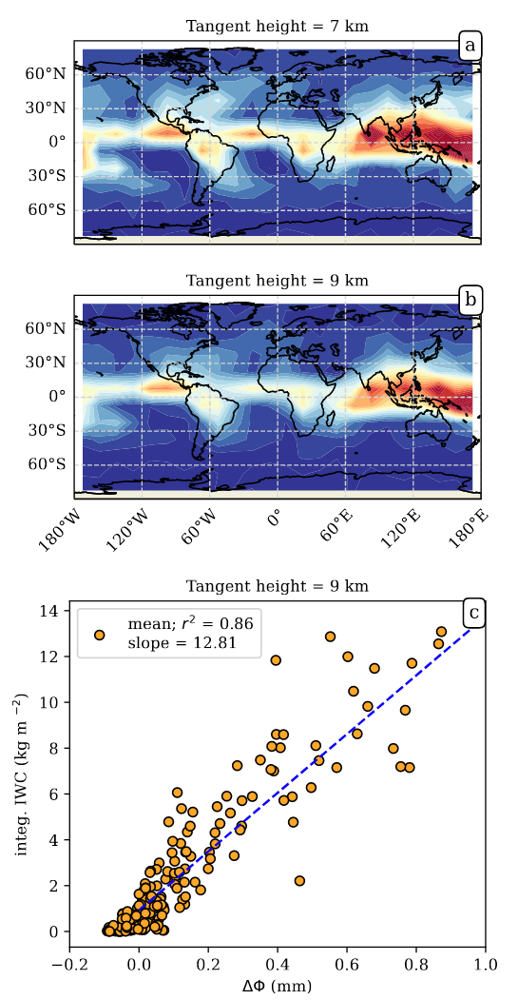 Tangent height = 7 km
a
60°N
30°N
0°
30°S
60°S
Tangent height = 9 km
b
60°N
30°N
0°
30°S
60°S
180°W
120°W
60°W
0°
60°E
120°E
180°E
Tangent height = 9 km
c
mean; r² = 0.86
slope = 12.81
integ. IWC (kg m ⁻²)
14
12
10
8
6
4
2
0
−0.2
0.0
0.2
0.4
0.6
0.8
1.0
ΔΦ (mm)